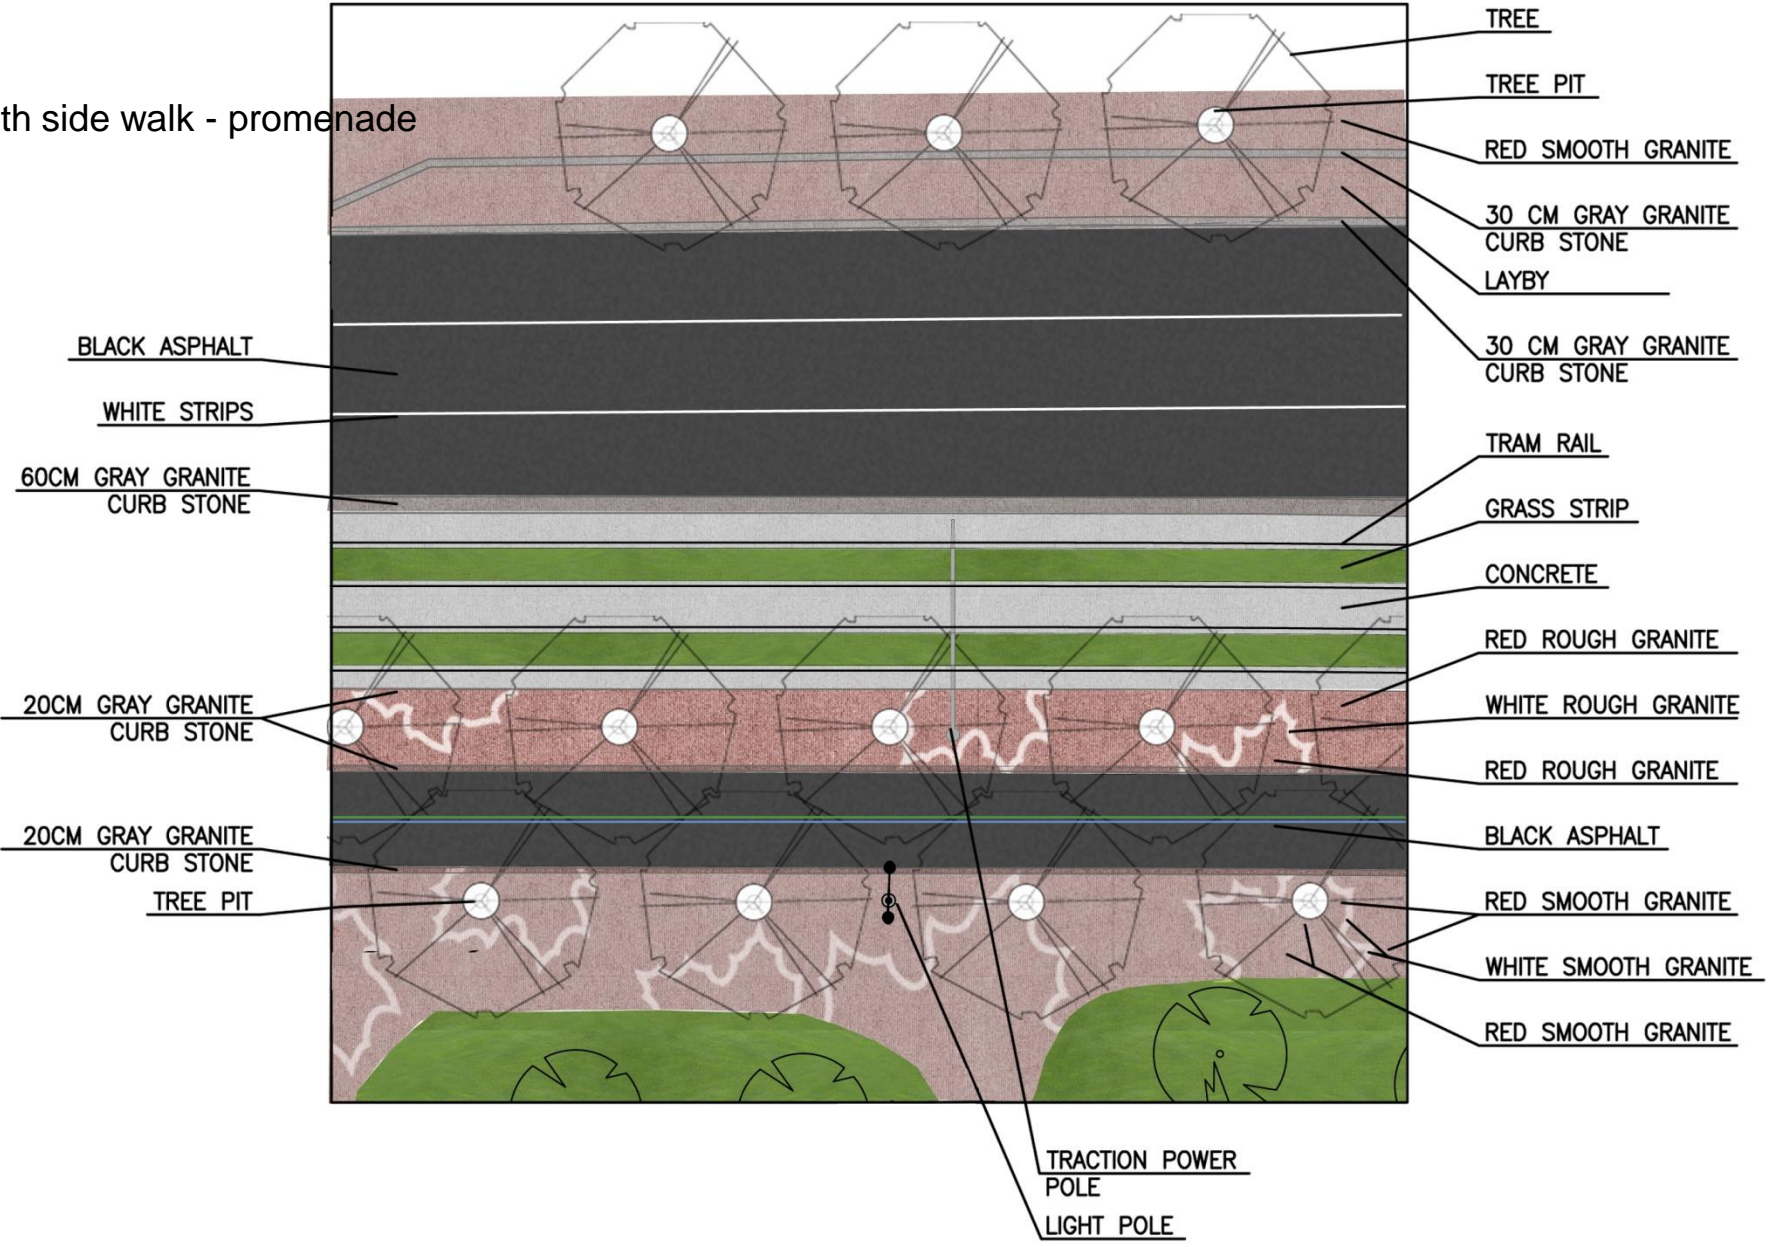 th side walk - promenade
BLACK ASPHALT
WHITE STRIPS
60CM GRAY GRANITE
CURB STONE
20CM GRAY GRANITE
CURB STONE
20CM GRAY GRANITE
CURB STONE
TREE PIT
TREE
TREE PIT
RED SMOOTH GRANITE
30 CM GRAY GRANITE
CURB STONE
LAYBY
30 CM GRAY GRANITE
CURB STONE
TRAM RAIL
GRASS STRIP
CONCRETE
RED ROUGH GRANITE
WHITE ROUGH GRANITE
RED ROUGH GRANITE
BLACK ASPHALT
RED SMOOTH GRANITE
WHITE SMOOTH GRANITE
RED SMOOTH GRANITE
TRACTION POWER
POLE
LIGHT POLE